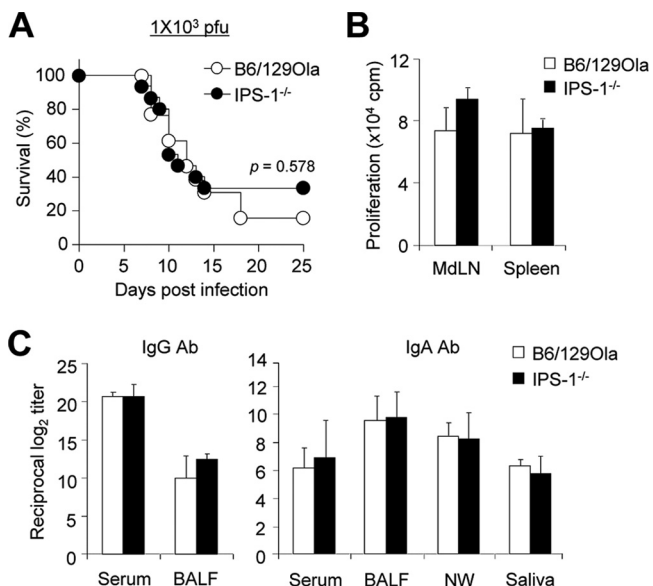 A
1X10³ pfu
Survival (%)
100
80
60
40
20
0
B6/129Ola
IPS-1⁻/⁻
p = 0.578
0 5 10 15 20 25
Days post infection
B
Proliferation (x10⁴ cpm)
12
8
4
0
B6/129Ola
IPS-1⁻/⁻
MdLN Spleen
C
IgG Ab
Reciprocal log₂ titer
25
20
15
10
5
0
Serum BALF
IgA Ab
14
12
10
8
6
4
2
0
B6/129Ola
IPS-1⁻/⁻
Serum BALF NW Saliva